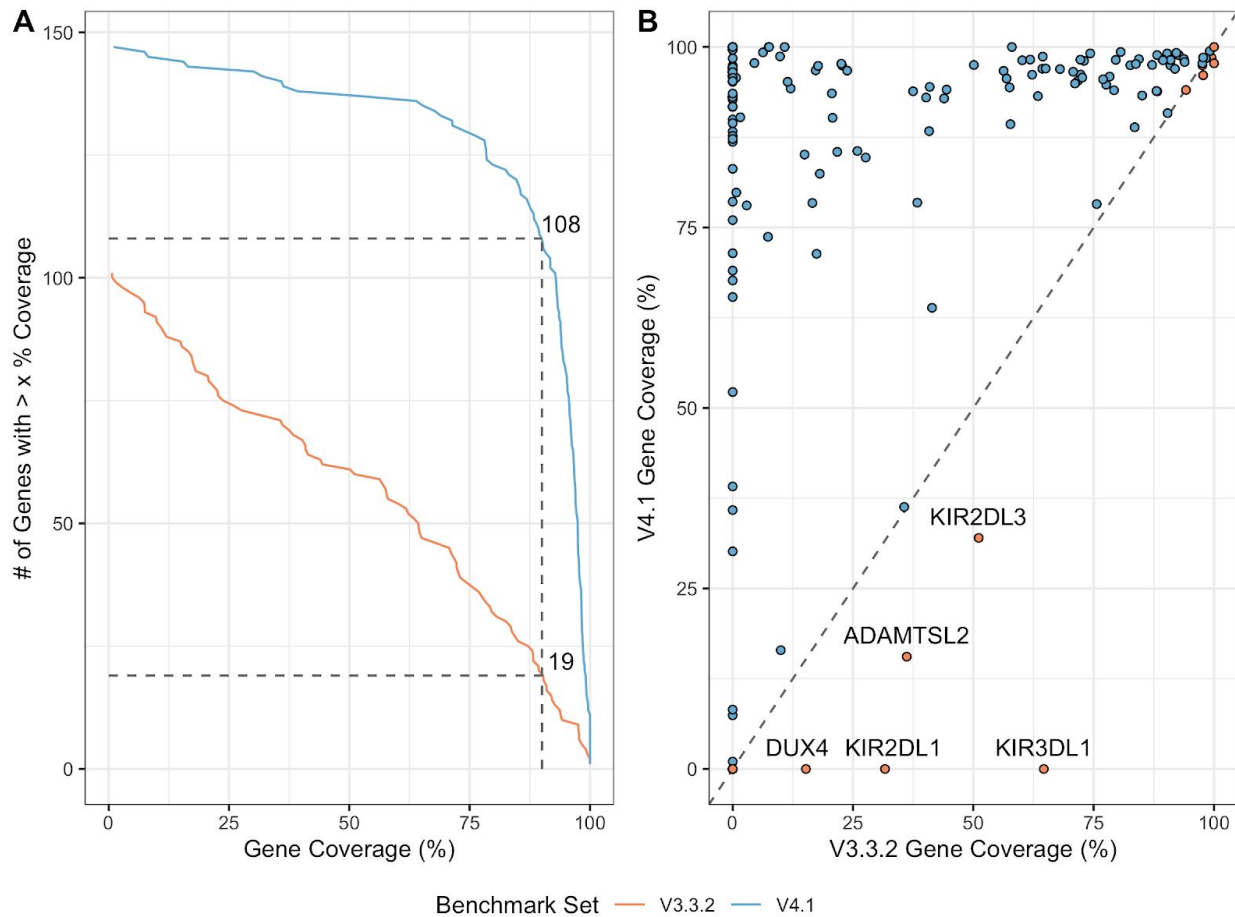 A
# of Genes with > x % Coverage
150
100
50
0
108
19
0
25
50
75
100
Gene Coverage (%)
B
V4.1 Gene Coverage (%)
100
75
50
25
0
KIR2DL3
ADAMTSL2
DUX4 KIR2DL1 KIR3DL1
0
25
50
75
100
V3.3.2 Gene Coverage (%)
Benchmark Set V3.3.2 V4.1